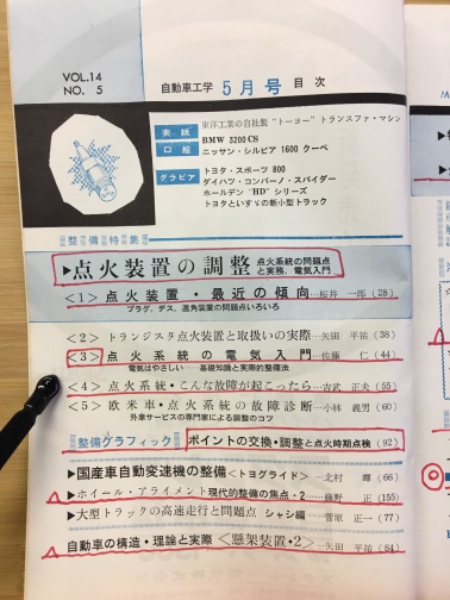 VOL.14
NO. 5
自動車工学 5月号 目次
表紙 東洋工業の自社製 "トーヨー" トランスファ・マシン
口絵 BMW 3200CS
ニッサン・シルビア 1600 クーペ
グラビア トヨタ・スポーツ 800
ダイハツ・コンパーノ・スパイダー
ホールデン "HD" シリーズ
トヨタといすゞの新小型トラック
整備特集
▶点火装置の調整 点火系統の問題点と実務、電気入門
<1> 点火装置・最近の傾向…桜井 一郎 (28)
プラグ、デス、進角装置の問題点いろいろ
<2> トランジスタ点火装置と取扱いの実際…矢田 平祐 (38)
<3> 点火系統の電気入門…佐藤 仁 (44)
電気はやさしい 基礎知識と実際的整備法
<4> 点火系統・こんな故障が起こったら…古武 正夫 (55)
<5> 欧米車・点火系統の故障診断…小林 義男 (60)
外車サービスの専門家による調整のコツ
整備グラフィック ポイントの交換・調整と点火時期点検 (92)
▶国産車自動変速機の整備 <トヨグライド>…北村 (66)
▶ホイール・アライメント現代的整備の焦点・2…藤野 正 (155)
▶大型トラックの高速走行と問題点 シャシ編…菅原 正一 (77)
自動車の構造・理論と実際 <懸架装置・2>…矢田 平祐 (84)